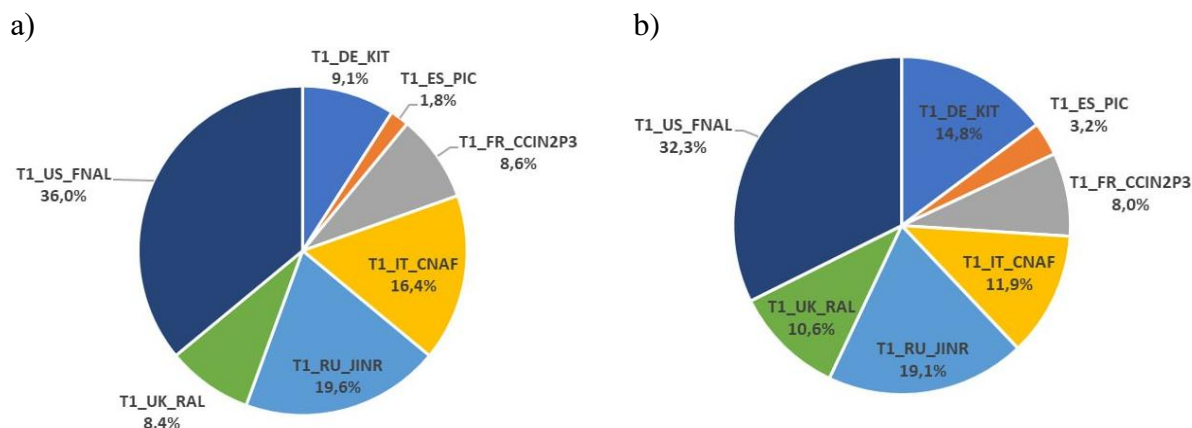 a)
T1_DE_KIT
9,1%
T1_ES_PIC
1,8%
T1_FR_CCIN2P3
8,6%
T1_IT_CNAF
16,4%
T1_RU_JINR
19,6%
T1_UK_RAL
8,4%
T1_US_FNAL
36,0%
b)
T1_DE_KIT
14,8%
T1_ES_PIC
3,2%
T1_FR_CCIN2P3
8,0%
T1_IT_CNAF
11,9%
T1_RU_JINR
19,1%
T1_UK_RAL
10,6%
T1_US_FNAL
32,3%